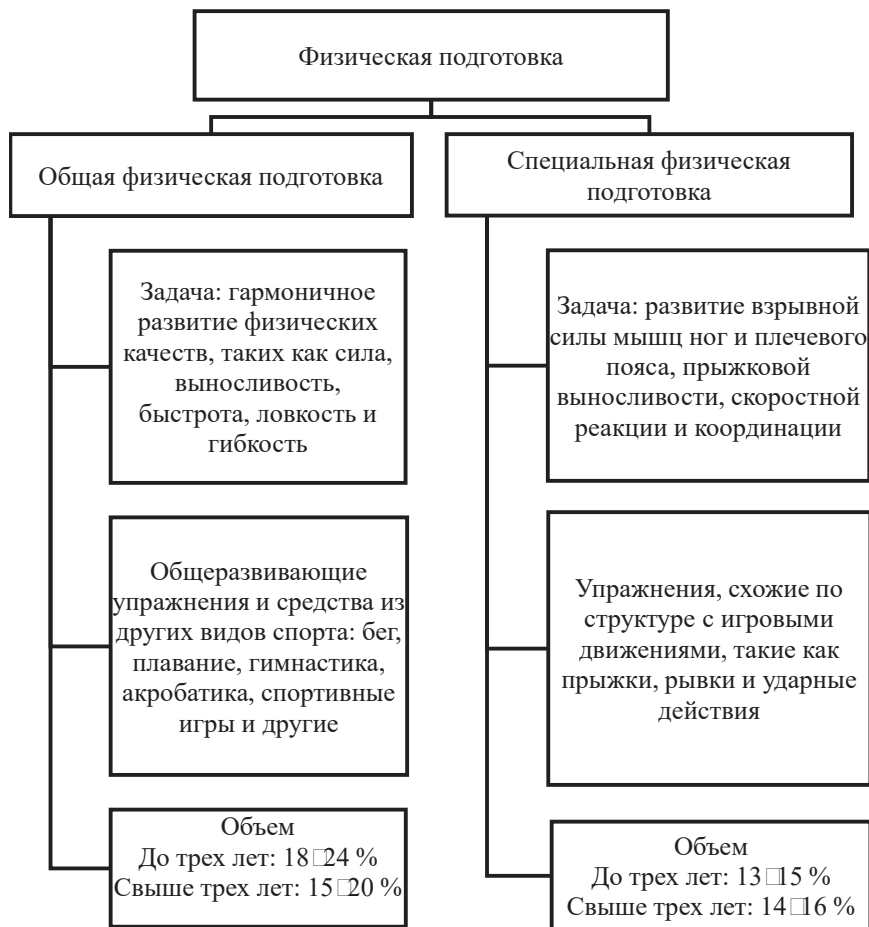 Физическая подготовка
Общая физическая подготовка
Специальная физическая
подготовка
Задача: гармоничное
развитие физических
качеств, таких как сила,
выносливость,
быстрота, ловкость и
гибкость
Задача: развитие взрывной
силы мышц ног и плечевого
пояса, прыжковой
выносливости, скоростной
реакции и координации
Общеразвивающие
упражнения и средства из
других видов спорта: бег,
плавание, гимнастика,
акробатика, спортивные
игры и другие
Упражнения, схожие по
структуре с игровыми
движениями, такие как
прыжки, рывки и ударные
действия
Объем
До трех лет: 18□24 %
Свыше трех лет: 15□20 %
Объем
До трех лет: 13□15 %
Свыше трех лет: 14□16 %